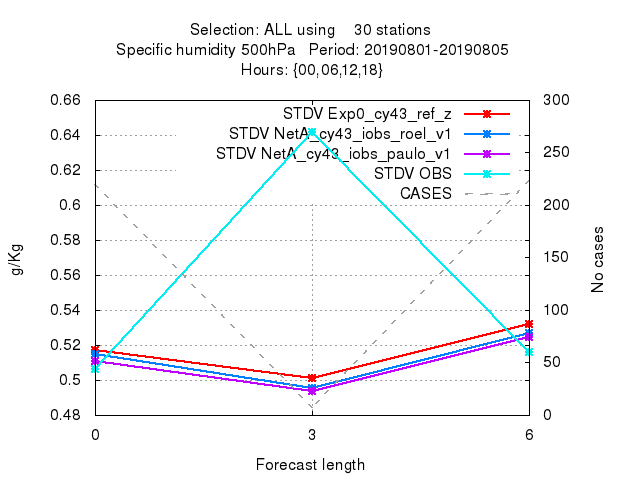 Selection: ALL using    30 stations
Specific humidity 500hPa   Period: 20190801-20190805
Hours: {00,06,12,18}
STDV Exp0_cy43_ref_z
STDV NetA_cy43_iobs_roel_v1
STDV NetA_cy43_iobs_paulo_v1
STDV OBS
CASES
g/Kg
0.66
0.64
0.62
0.6
0.58
0.56
0.54
0.52
0.5
0.48
300
250
200
150
100
50
0
No cases
0
3
6
Forecast length